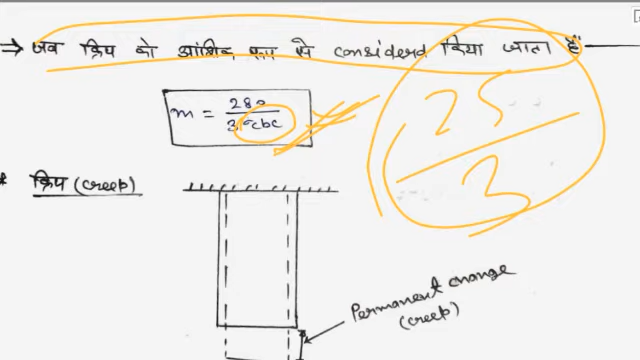 ⇒ जब क्रिप को आंशिक रूप से considered किया जाता है"
m = 280 / 3σcbc
25 / 3
* क्रिप (creep)
Permanent change
(creep)